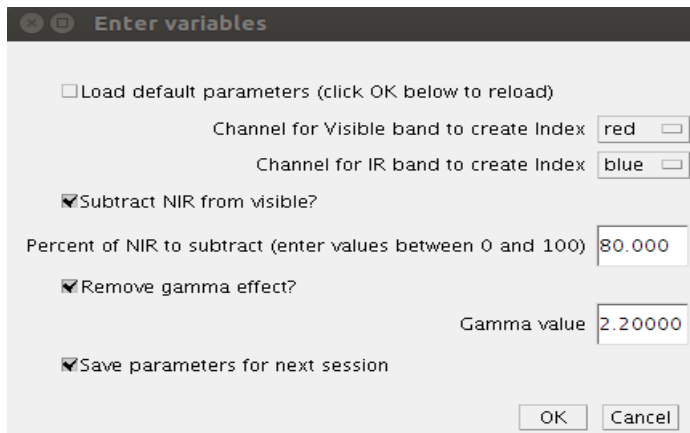 Enter variables
Load default parameters (click OK below to reload)
Channel for Visible band to create Index red
Channel for IR band to create Index blue
Subtract NIR from visible?
Percent of NIR to subtract (enter values between 0 and 100) 80.000
Remove gamma effect?
Gamma value 2.20000
Save parameters for next session
OK Cancel